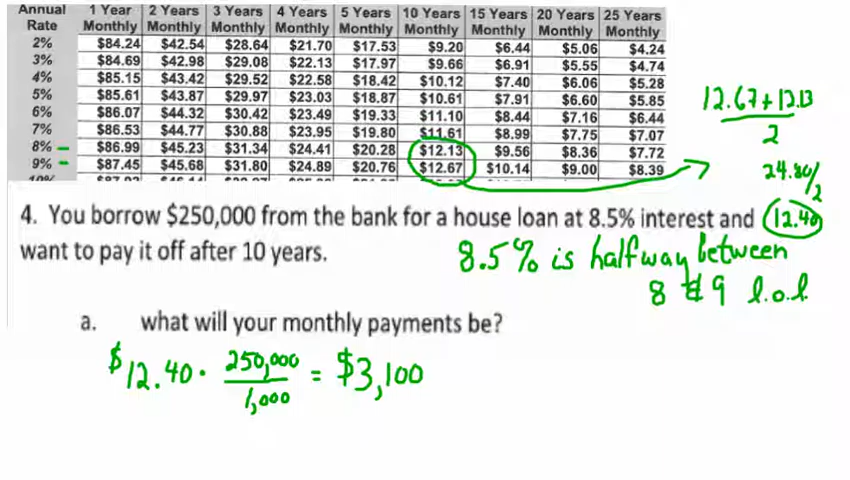 Annual 1 Year 2 Years 3 Years 4 Years 5 Years 10 Years 15 Years 20 Years 25 Years
Rate Monthly Monthly Monthly Monthly Monthly Monthly Monthly Monthly Monthly
2% $84.24 $42.54 $28.64 $21.70 $17.53 $9.20 $6.44 $5.06 $4.24
3% $84.69 $42.98 $29.08 $22.13 $17.97 $9.66 $6.91 $5.55 $4.74
4% $85.15 $43.42 $29.52 $22.58 $18.42 $10.12 $7.40 $6.06 $5.28
5% $85.61 $43.87 $29.97 $23.03 $18.87 $10.61 $7.91 $6.60 $5.85
6% $86.07 $44.32 $30.42 $23.49 $19.33 $11.10 $8.44 $7.16 $6.44
7% $86.53 $44.77 $30.88 $23.95 $19.80 $11.61 $8.99 $7.75 $7.07
8% $86.99 $45.23 $31.34 $24.41 $20.28 $12.13 $9.56 $8.36 $7.72
9% $87.45 $45.68 $31.80 $24.89 $20.76 $12.67 $10.14 $9.00 $8.39
12.67 + 12.13
2
24.80/2
12.40
4. You borrow $250,000 from the bank for a house loan at 8.5% interest and
want to pay it off after 10 years.
8.5% is halfway between
8 & 9 l.o.l.
a. what will your monthly payments be?
$12.40 · 250,000 = $3,100
1,000